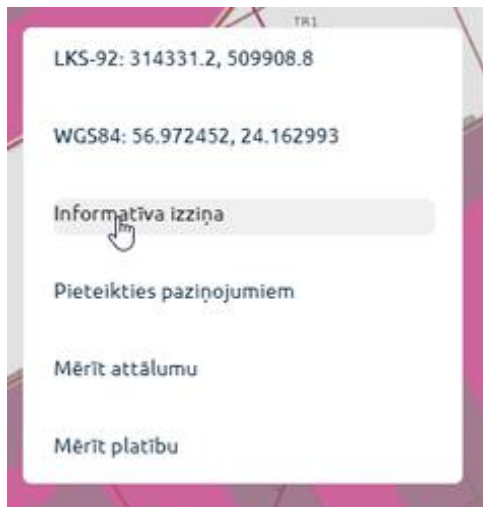 TR1
LKS-92: 314331.2, 509908.8
WGS84: 56.972452, 24.162993
Informatīva izziņa
Pieteikties paziņojumiem
Mērīt attālumu
Mērīt platību